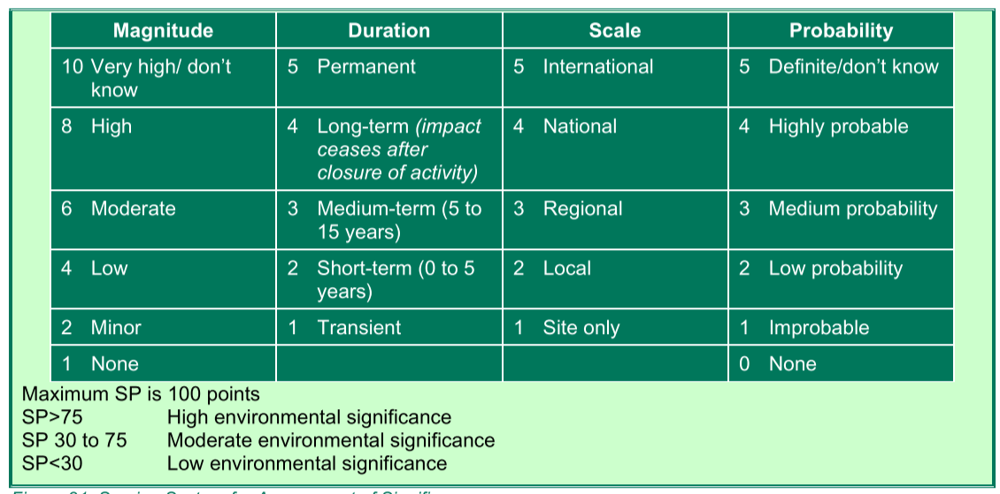 Magnitude Duration Scale Probability
10 Very high/ don’t know 5 Permanent 5 International 5 Definite/don’t know
8 High 4 Long-term (impact ceases after closure of activity) 4 National 4 Highly probable
6 Moderate 3 Medium-term (5 to 15 years) 3 Regional 3 Medium probability
4 Low 2 Short-term (0 to 5 years) 2 Local 2 Low probability
2 Minor 1 Transient 1 Site only 1 Improbable
1 None 0 None
Maximum SP is 100 points
SP>75 High environmental significance
SP 30 to 75 Moderate environmental significance
SP<30 Low environmental significance